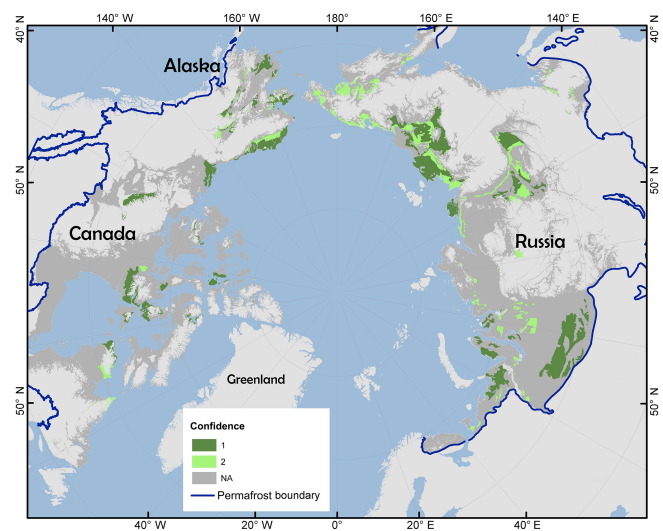 140° W 160° W 180° 160° E 140° E
40° N
40° N
Alaska
50° N
50° N
Canada
Russia
Greenland
50° N
50° N
Confidence
1
2
NA
Permafrost boundary
40° W 20° W 0° 20° E 40° E